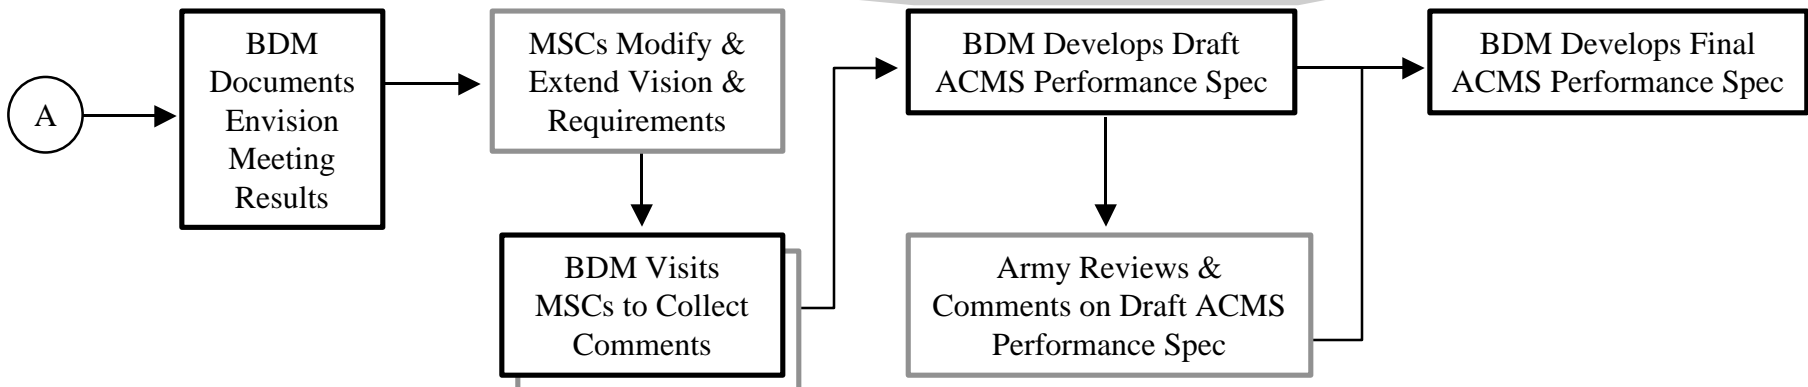 A
BDM
Documents
Envision
Meeting
Results
MSCs Modify &
Extend Vision &
Requirements
BDM Visits
MSCs to Collect
Comments
BDM Develops Draft
ACMS Performance Spec
Army Reviews &
Comments on Draft ACMS
Performance Spec
BDM Develops Final
ACMS Performance Spec